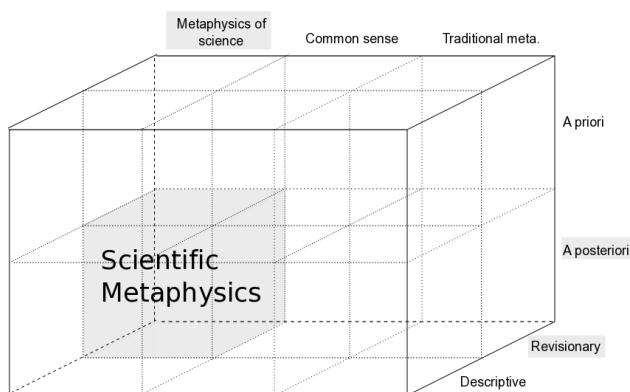 Metaphysics of
science
Common sense
Traditional meta.
A priori
Scientific
Metaphysics
A posteriori
Revisionary
Descriptive